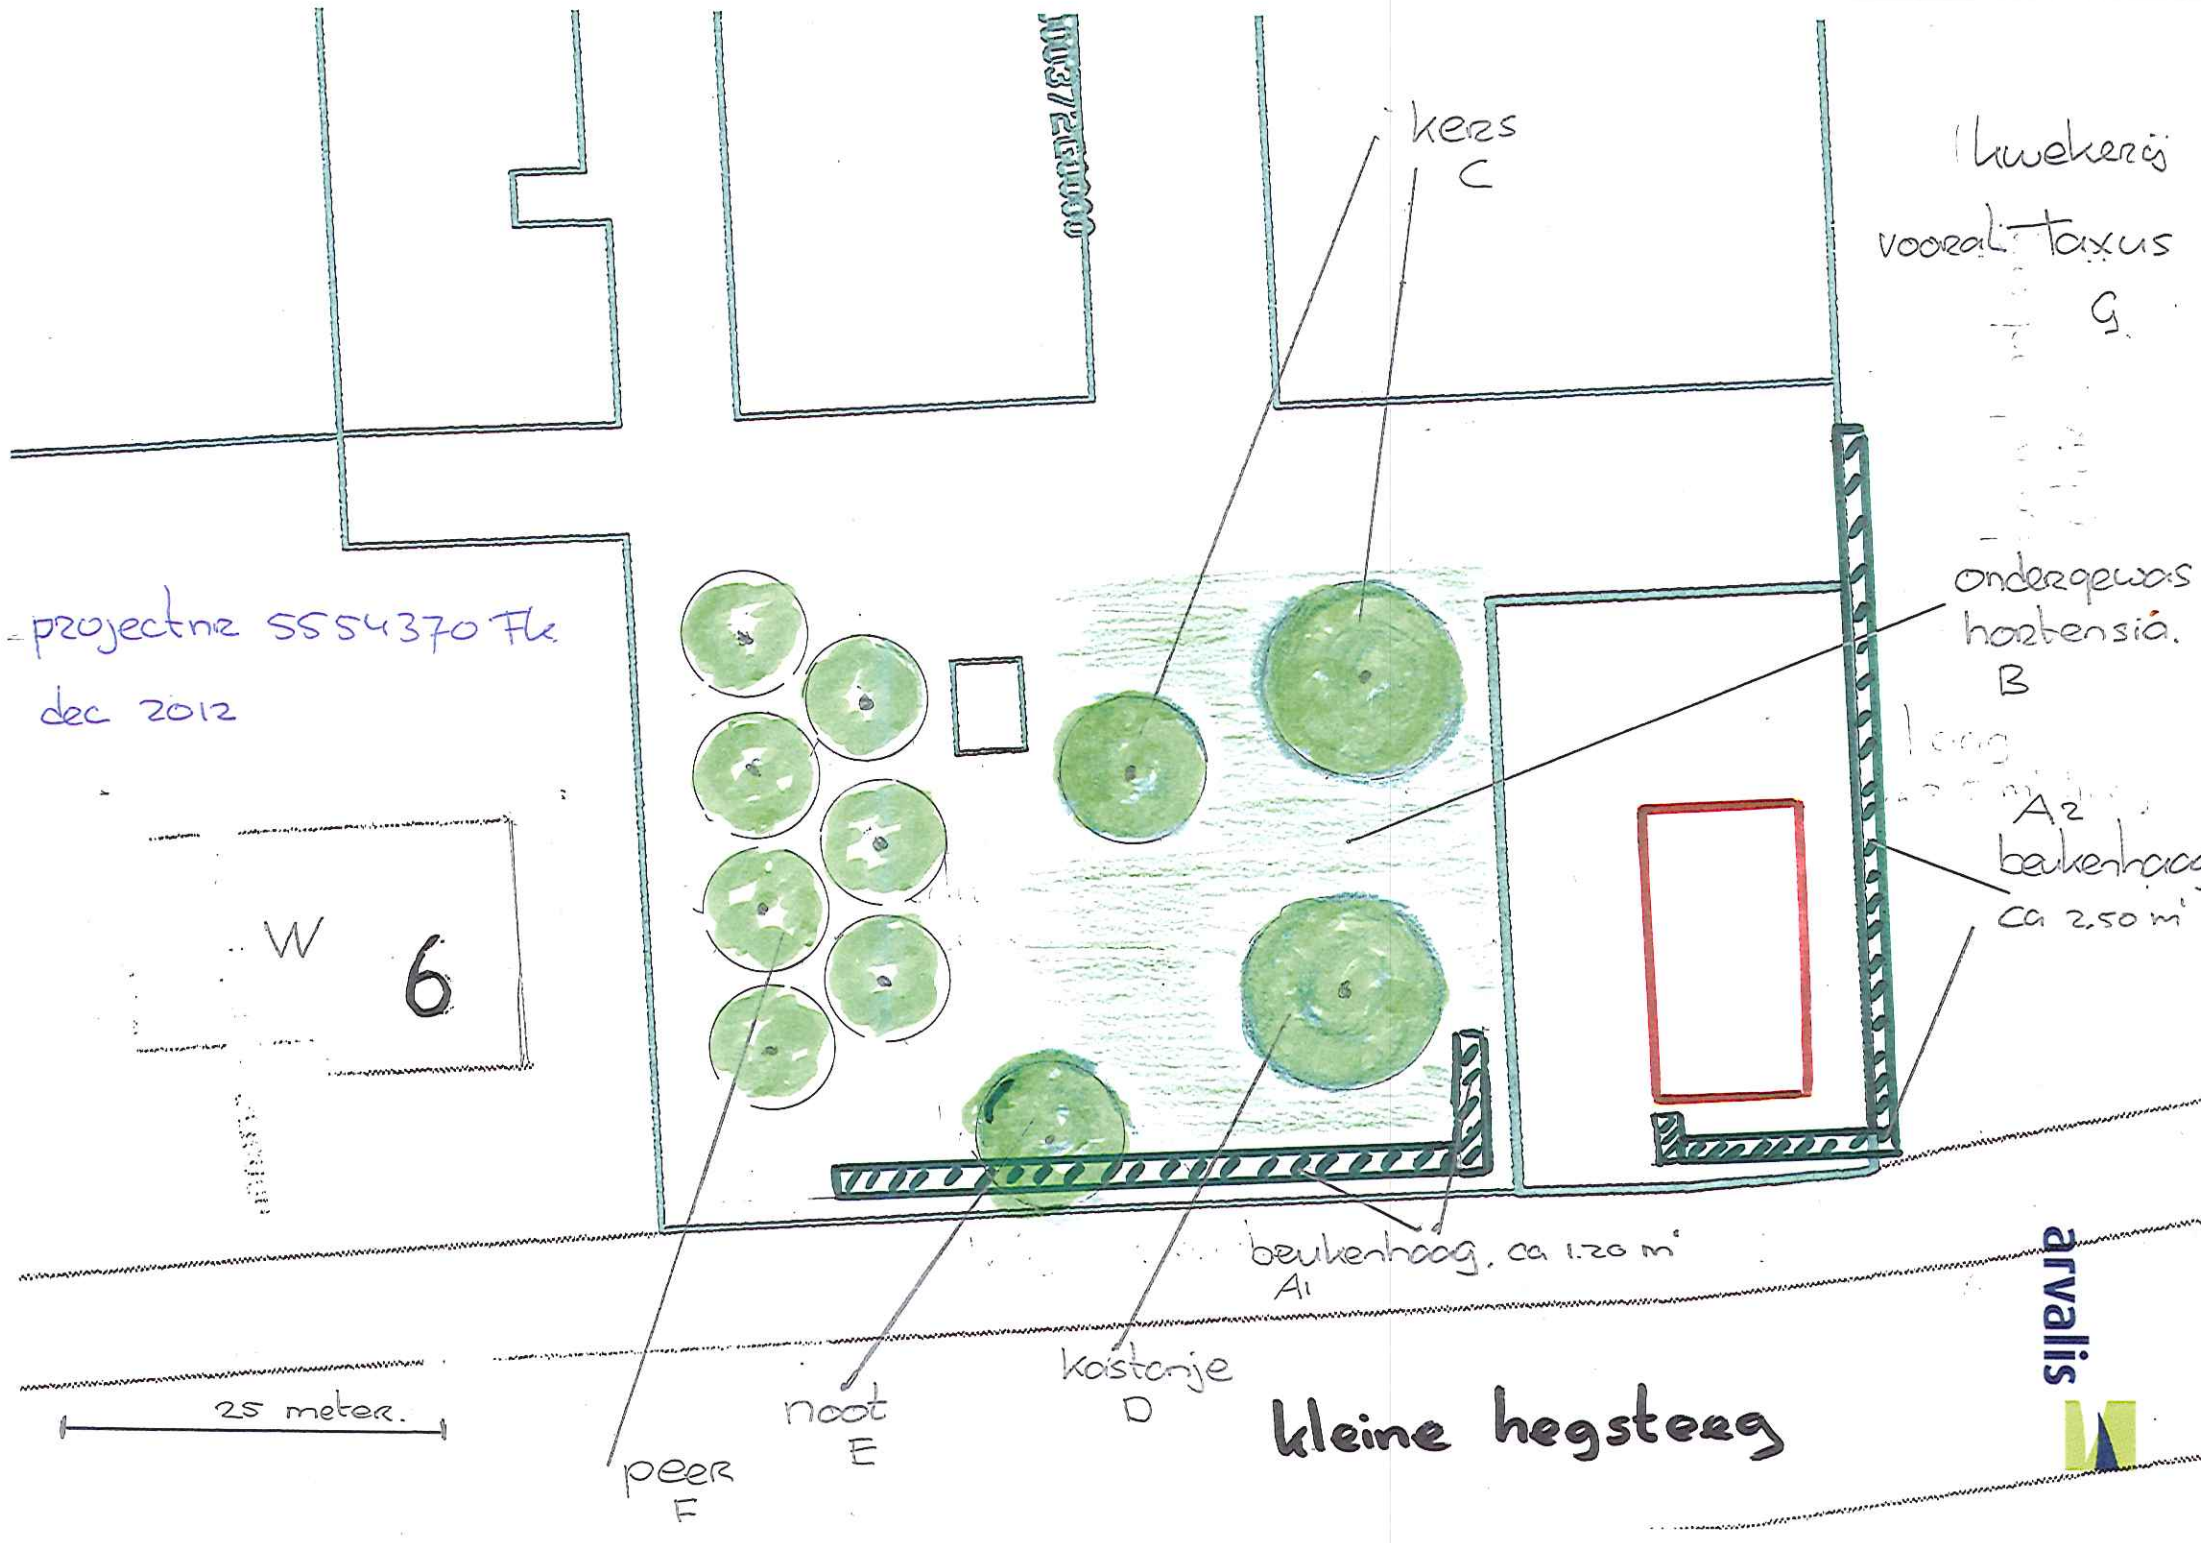 kers
C
kwekerij
vooral Taxus
G.
ondergewas
hortensia.
B
projectnr 5554370 Fk.
dec 2012
A2
beukenhaag
ca 2.50 m'
W
6
beukenhaag. ca 1.20 m'
A1
arvalis
25 meter.
noot
E
kastanje
D
kleine hegsteeg
peer
F